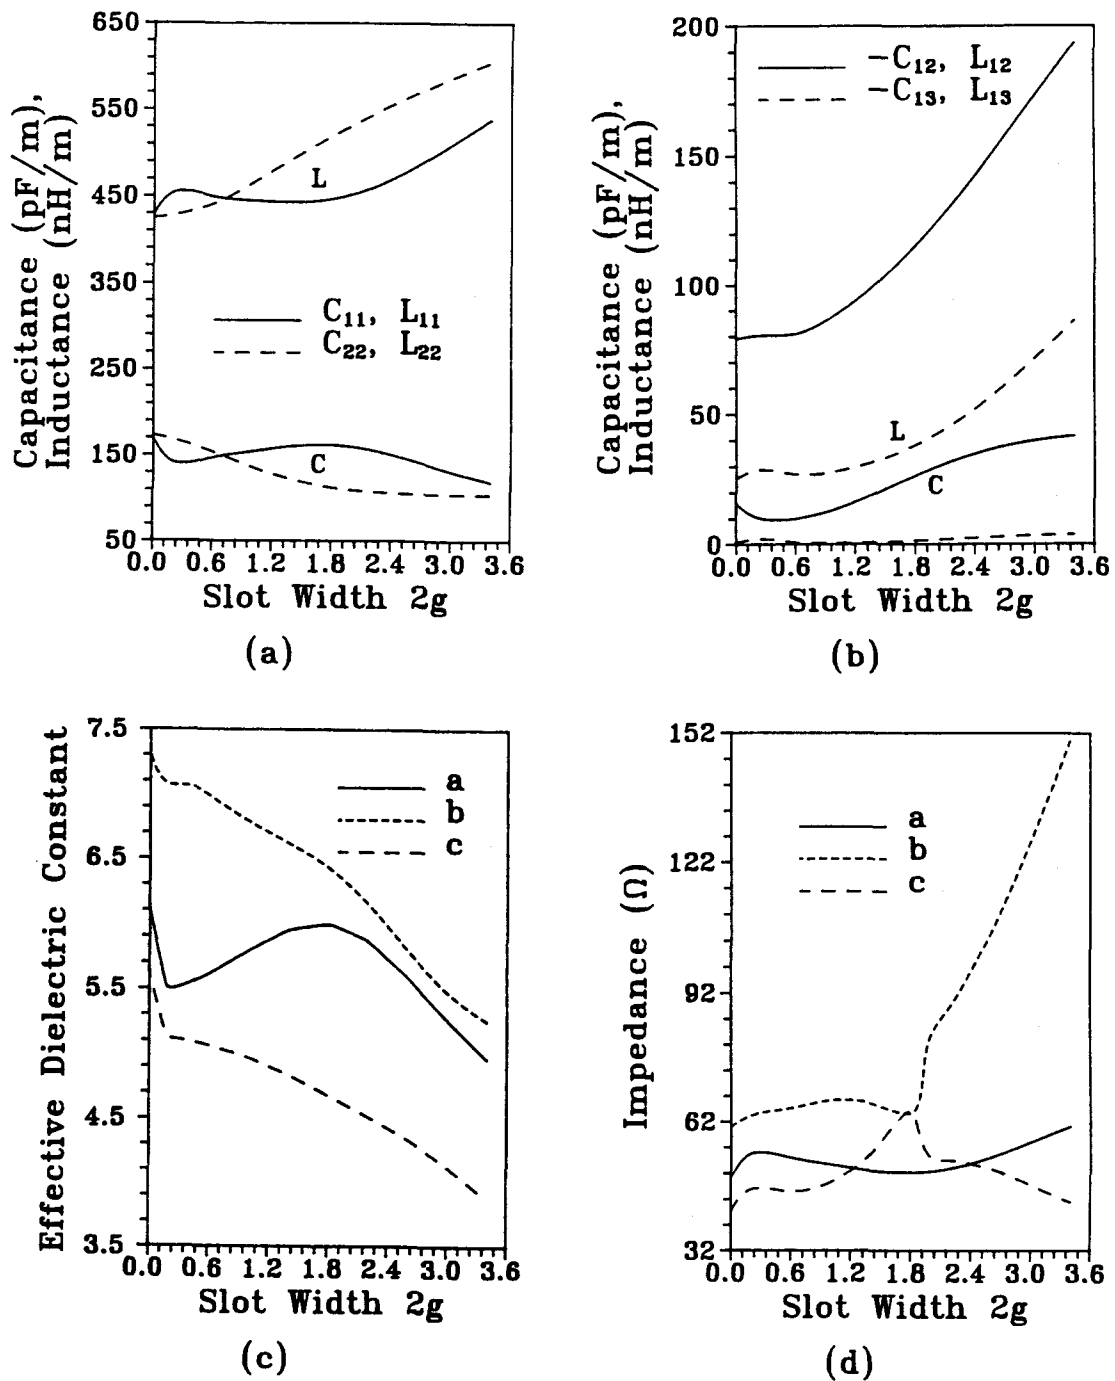 Capacitance (pF/m),
Inductance (nH/m)
650
550
450
350
250
150
50
L
C₁₁, L₁₁
C₂₂, L₂₂
C
0.0 0.6 1.2 1.8 2.4 3.0 3.6
Slot Width 2g
(a)
Capacitance (pF/m),
Inductance (nH/m)
200
150
100
50
0
−C₁₂, L₁₂
−C₁₃, L₁₃
L
C
0.0 0.6 1.2 1.8 2.4 3.0 3.6
Slot Width 2g
(b)
Effective Dielectric Constant
7.5
6.5
5.5
4.5
3.5
a
b
c
0.0 0.6 1.2 1.8 2.4 3.0 3.6
Slot Width 2g
(c)
Impedance (Ω)
152
122
92
62
32
a
b
c
0.0 0.6 1.2 1.8 2.4 3.0 3.6
Slot Width 2g
(d)